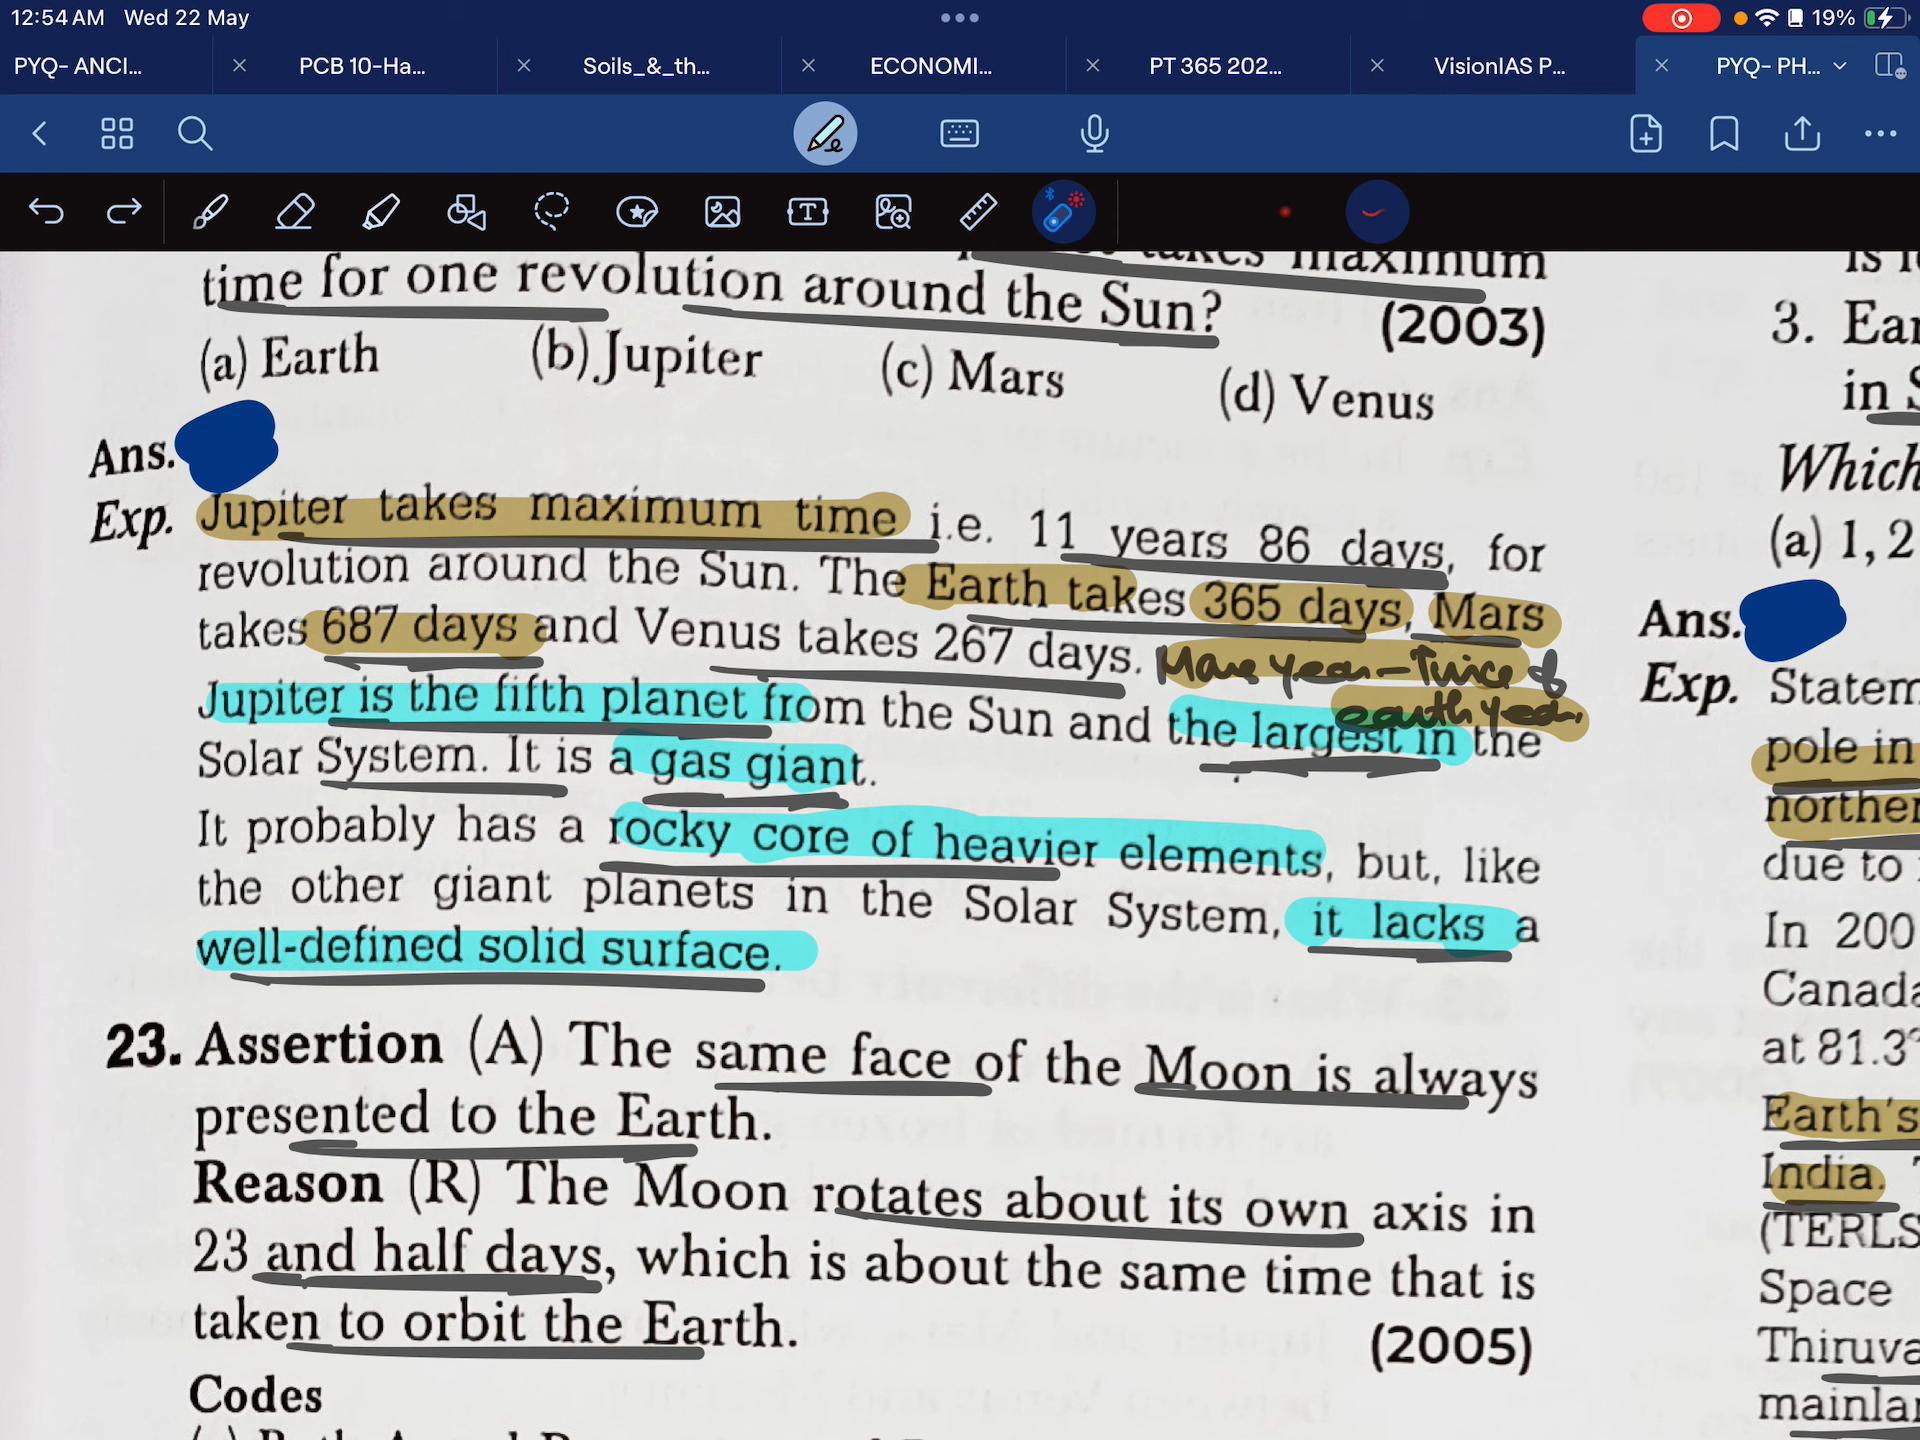 12:54 AM Wed 22 May
19%
PYQ- ANCI...
PCB 10-Ha...
Soils_&_th...
ECONOMI...
PT 365 202...
VisionIAS P...
PYQ- PH...
takes maximum
time for one revolution around the Sun? (2003)
(a) Earth (b) Jupiter (c) Mars (d) Venus
Ans.
Exp. Jupiter takes maximum time i.e. 11 years 86 days, for
revolution around the Sun. The Earth takes 365 days, Mars
takes 687 days and Venus takes 267 days.
Mars year - Twice of
earth year.
Jupiter is the fifth planet from the Sun and the largest in the
Solar System. It is a gas giant.
It probably has a rocky core of heavier elements, but, like
the other giant planets in the Solar System, it lacks a
well-defined solid surface.
23. Assertion (A) The same face of the Moon is always
presented to the Earth.
Reason (R) The Moon rotates about its own axis in
23 and half days, which is about the same time that is
taken to orbit the Earth. (2005)
Codes
3. Ear
in S
Which
(a) 1, 2
Ans.
Exp. Statem
pole in
norther
due to
In 200
Canada
at 81.3°
Earth's
India.
(TERLS
Space
Thiruva
mainlar